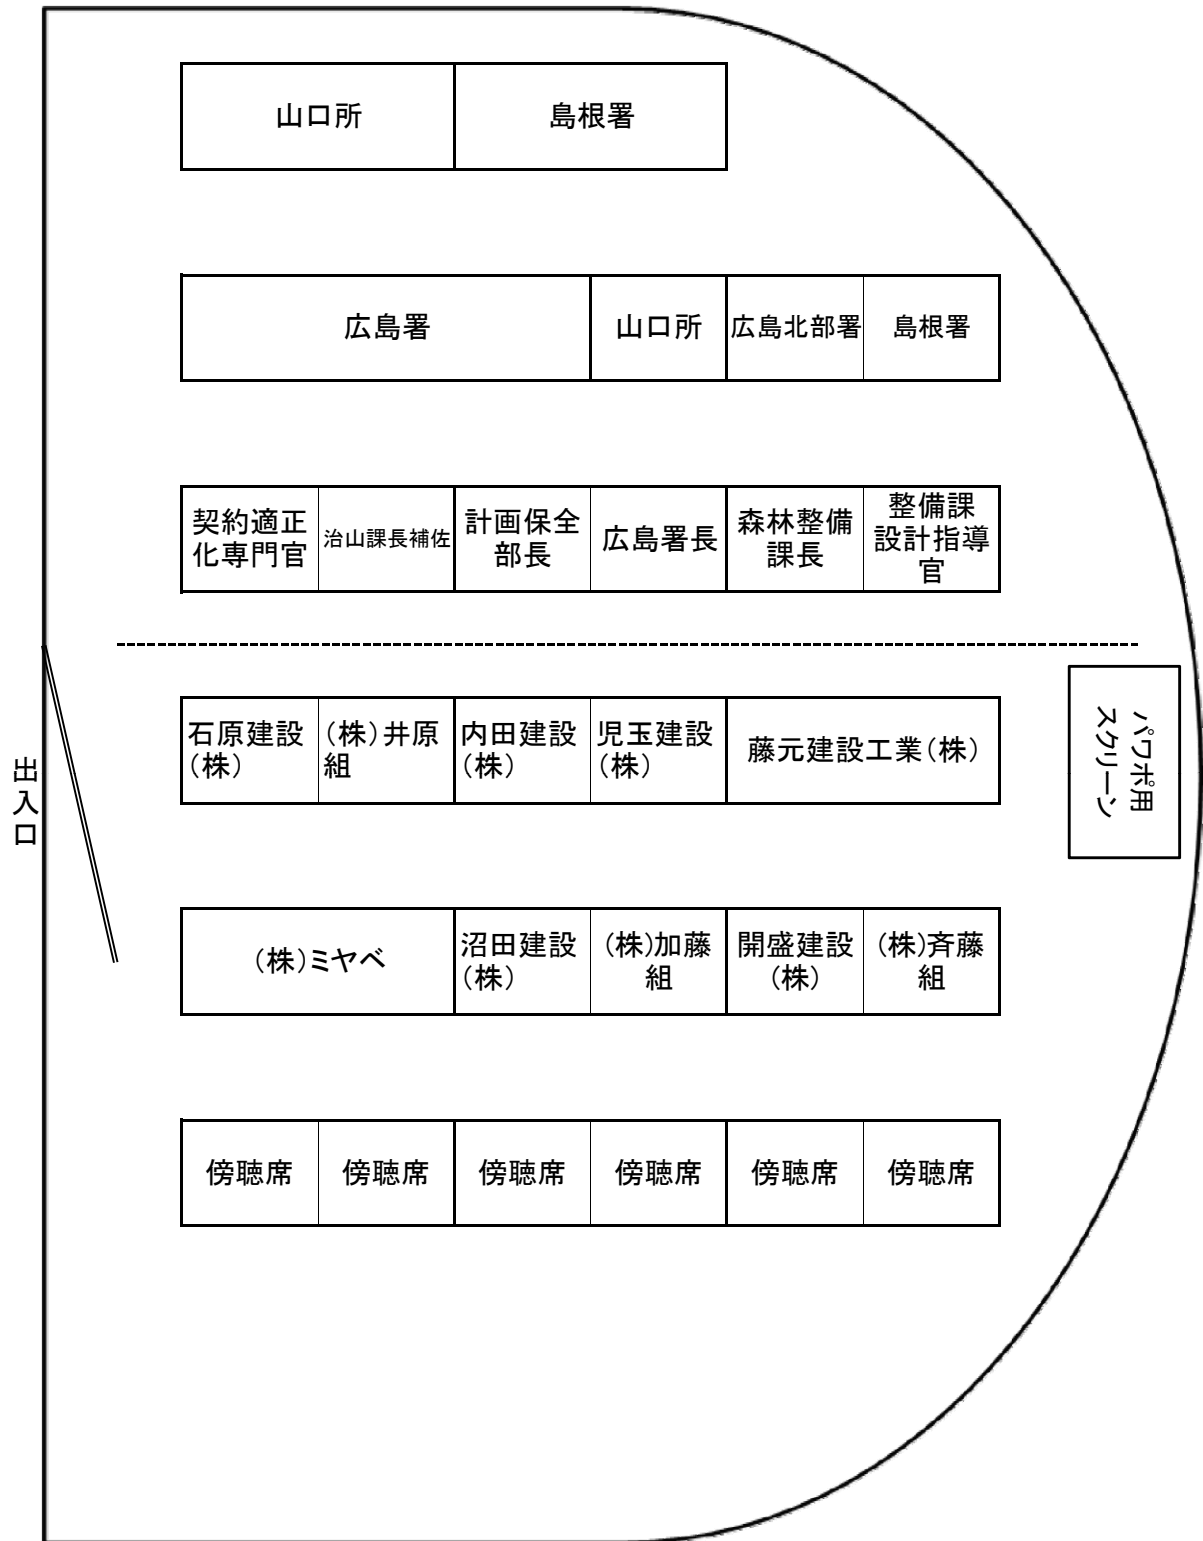 山口所
島根署
広島署
山口所
広島北部署
島根署
契約適正
化専門官
治山課長補佐
計画保全
部長
広島署長
森林整備
課長
整備課
設計指導
官
石原建設
(株)
(株)井原
組
内田建設
(株)
児玉建設
(株)
藤元建設工業(株)
パワポ用
スクリーン
出入口
(株)ミヤベ
沼田建設
(株)
(株)加藤
組
開盛建設
(株)
(株)斉藤
組
傍聴席
傍聴席
傍聴席
傍聴席
傍聴席
傍聴席